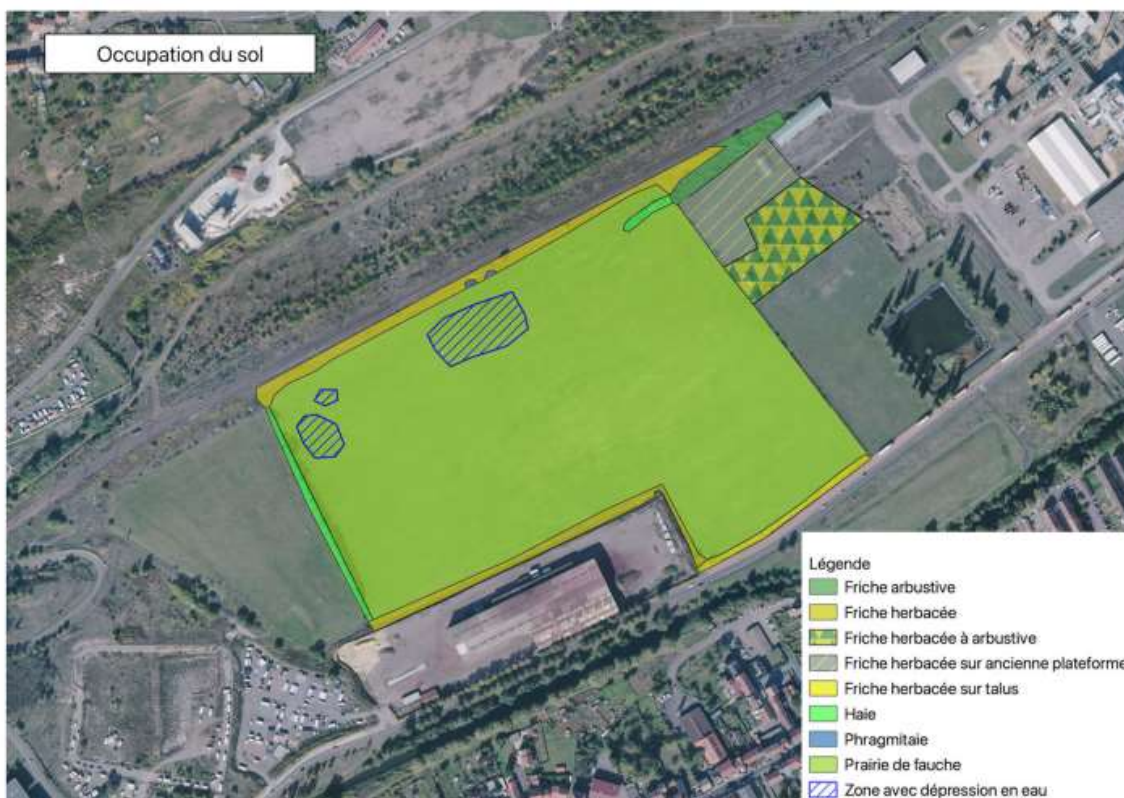 Occupation du sol
Légende
Friche arbustive
Friche herbacée
Friche herbacée à arbustive
Friche herbacée sur ancienne plateforme
Friche herbacée sur talus
Haie
Phragmitaie
Prairie de fauche
Zone avec dépression en eau